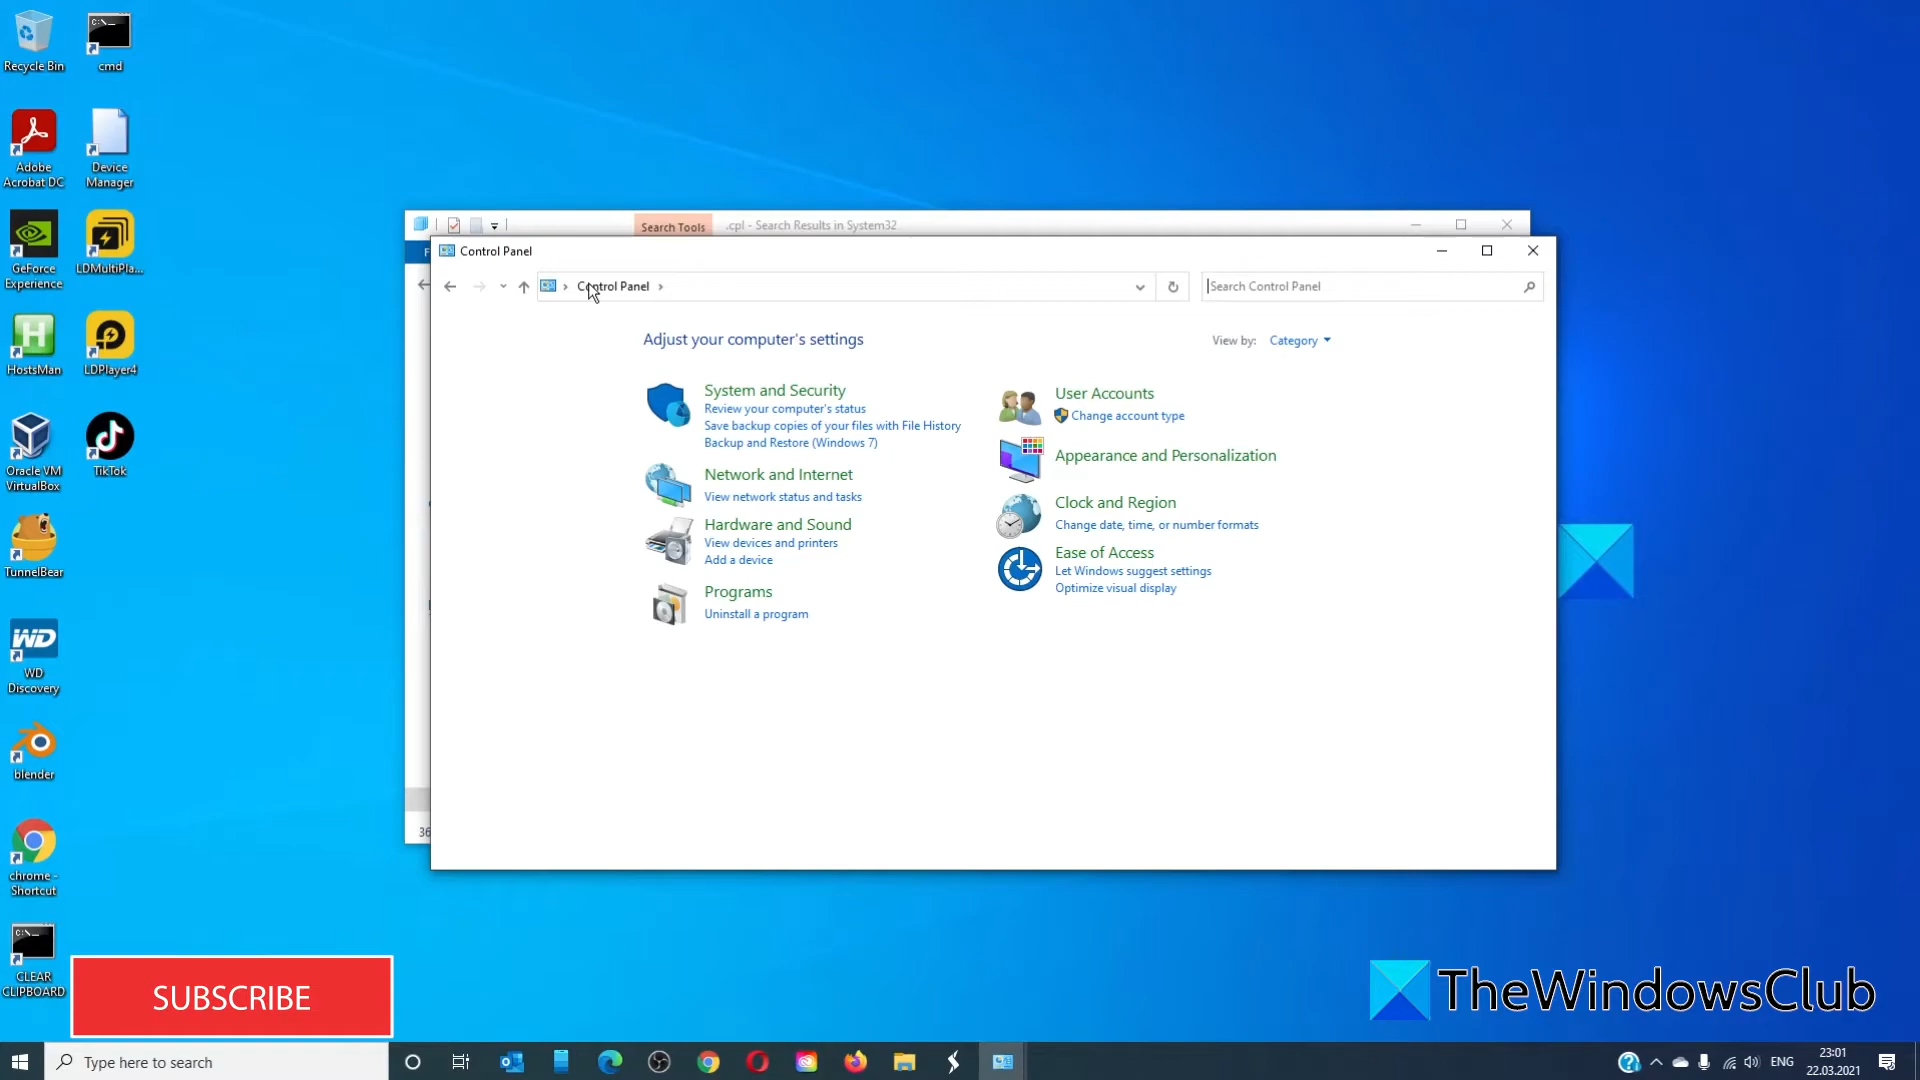 Recycle Bin
cmd
Adobe
Acrobat DC
Device
Manager
GeForce
Experience
LDMultiPla...
HostsMan
LDPlayer4
Oracle VM
VirtualBox
TikTok
TunnelBear
WD
WD
Discovery
blender
chrome -
Shortcut
CLEAR
CLIPBOARD
Search Tools
.cpl - Search Results in System32
F
36
Control Panel
Control Panel
Search Control Panel
Adjust your computer's settings
View by:
Category
System and Security
Review your computer's status
Save backup copies of your files with File History
Backup and Restore (Windows 7)
Network and Internet
View network status and tasks
Hardware and Sound
View devices and printers
Add a device
Programs
Uninstall a program
User Accounts
Change account type
Appearance and Personalization
Clock and Region
Change date, time, or number formats
Ease of Access
Let Windows suggest settings
Optimize visual display
SUBSCRIBE
TheWindowsClub
Type here to search
ENG
23:01
22.03.2021